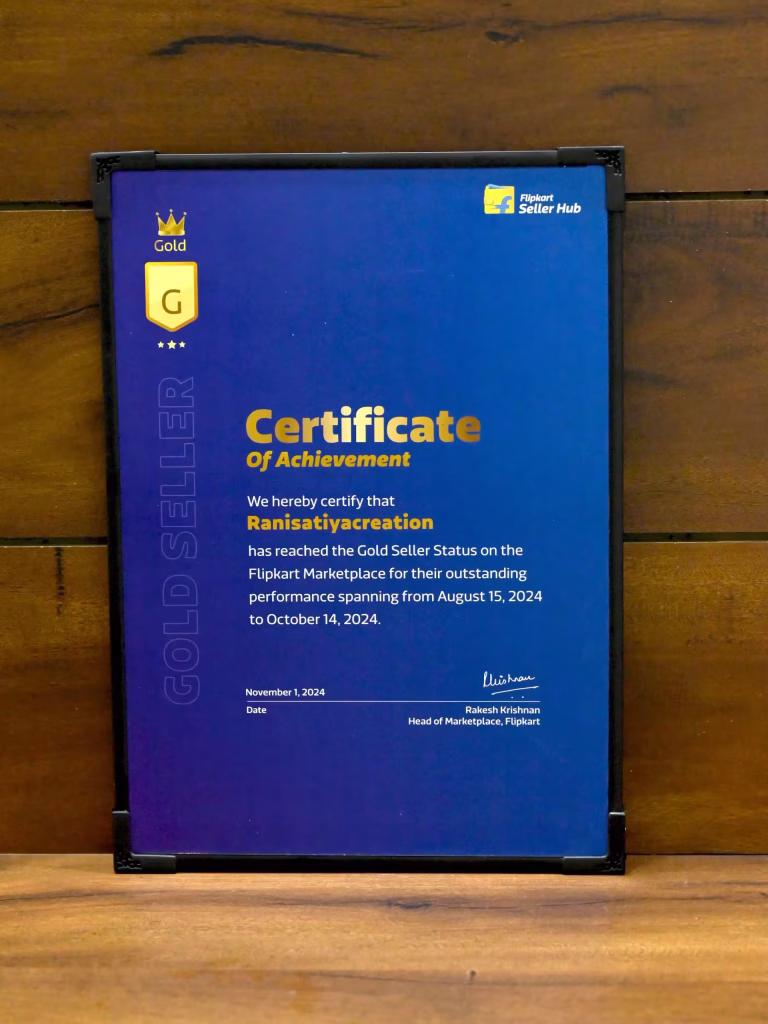 Flipkart
Seller Hub
Gold
G
GOLD SELLER
Certificate
Of Achievement
We hereby certify that
Ranisatiyacreation
has reached the Gold Seller Status on the
Flipkart Marketplace for their outstanding
performance spanning from August 15, 2024
to October 14, 2024.
November 1, 2024
Date
Rakesh Krishnan
Head of Marketplace, Flipkart